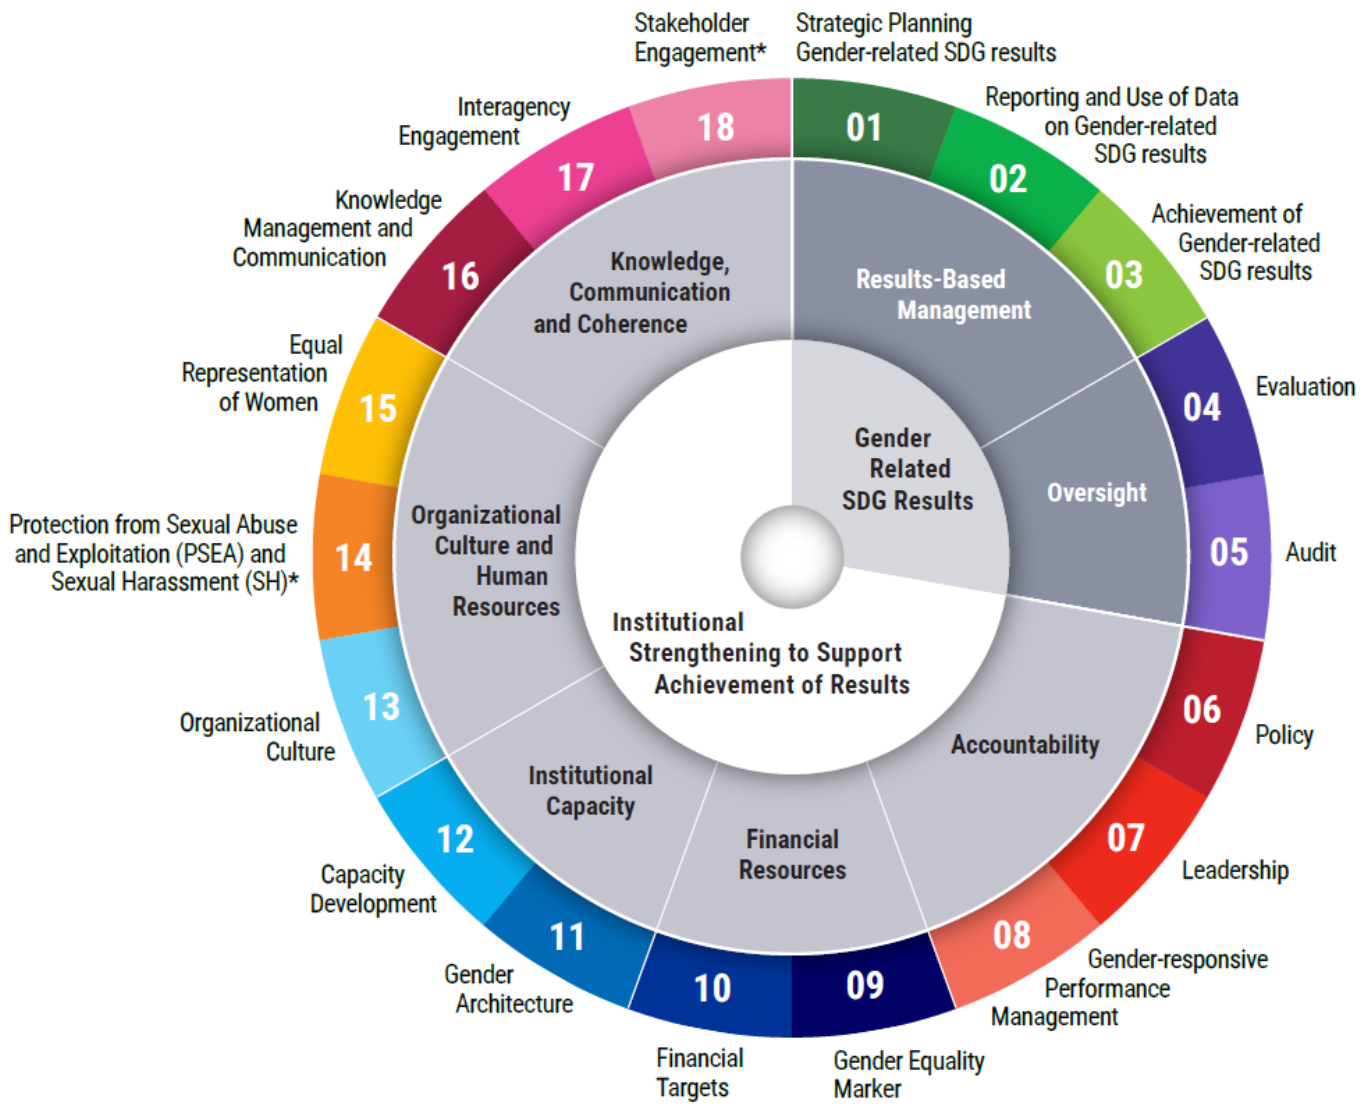 Stakeholder
Engagement*
Strategic Planning
Gender-related SDG results
Reporting and Use of Data
on Gender-related
SDG results
Achievement of
Gender-related
SDG results
Evaluation
Audit
Policy
Leadership
Gender-responsive
Performance
Management
Gender Equality
Marker
Financial
Targets
Gender
Architecture
Capacity
Development
Organizational
Culture
Protection from Sexual Abuse
and Exploitation (PSEA) and
Sexual Harassment (SH)*
Equal
Representation
of Women
Knowledge
Management and
Communication
Interagency
Engagement
01
02
03
04
05
06
07
08
09
10
11
12
13
14
15
16
17
18
Results-Based
Management
Oversight
Accountability
Financial
Resources
Institutional
Capacity
Organizational
Culture and
Human
Resources
Knowledge,
Communication
and Coherence
Gender
Related
SDG Results
Institutional
Strengthening to Support
Achievement of Results